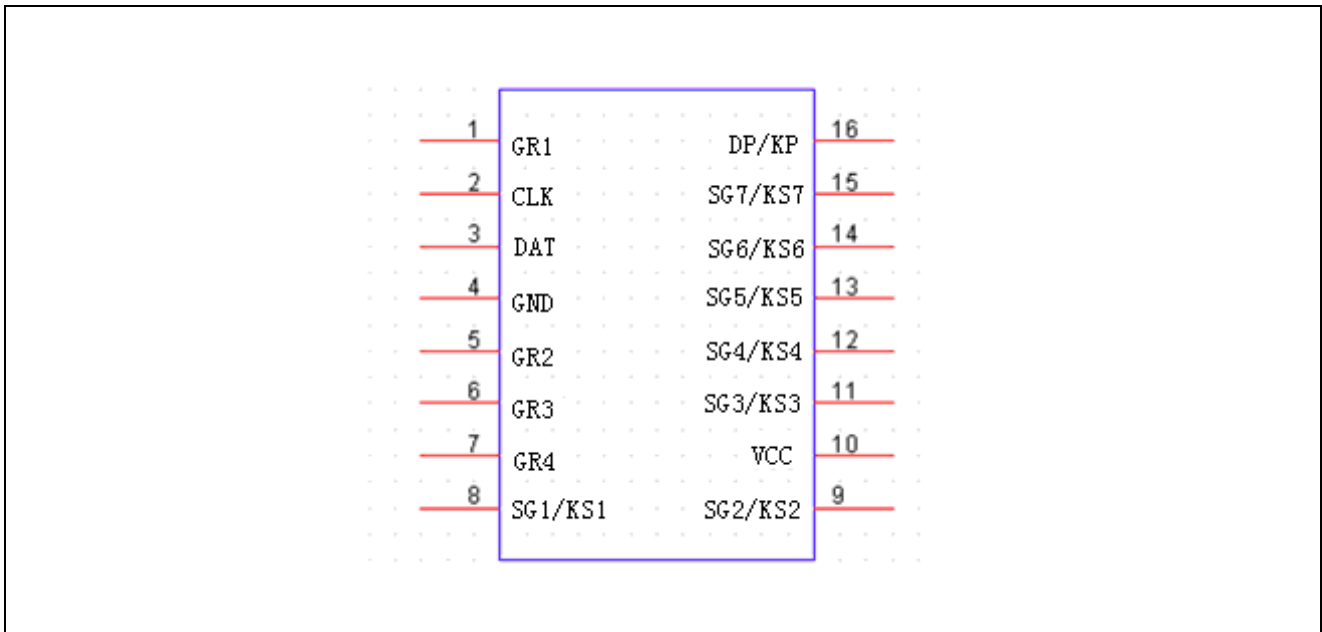 1 GR1 DP/KP 16
2 CLK SG7/KS7 15
3 DAT SG6/KS6 14
4 GND SG5/KS5 13
5 GR2 SG4/KS4 12
6 GR3 SG3/KS3 11
7 GR4 VCC 10
8 SG1/KS1 SG2/KS2 9